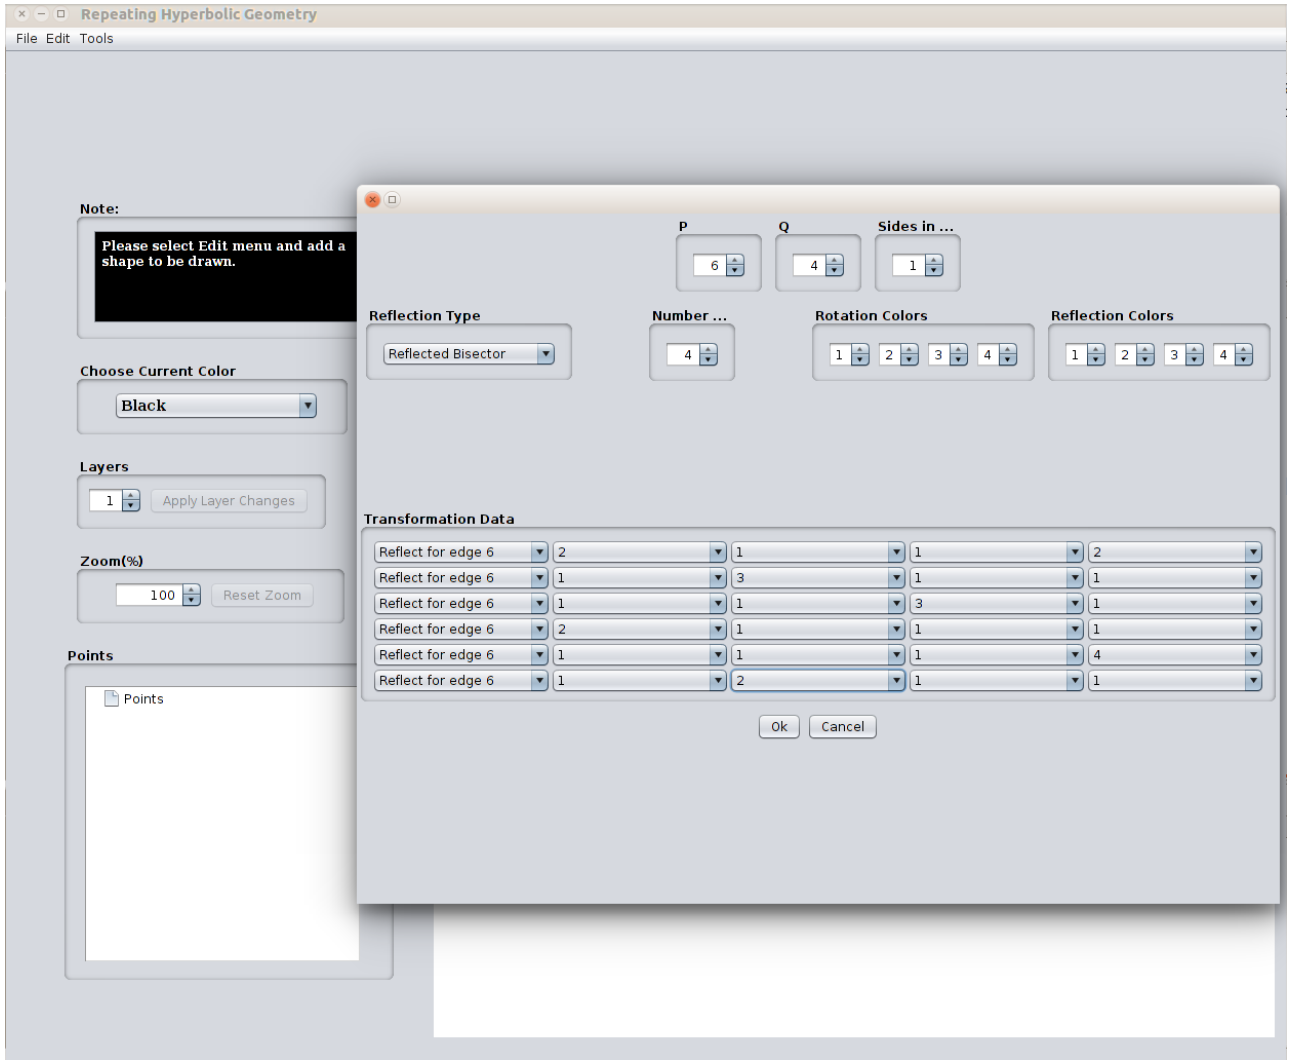 Repeating Hyperbolic Geometry
File Edit Tools
Note:
Please select Edit menu and add a
shape to be drawn.
Choose Current Color
Black
Layers
1 Apply Layer Changes
Zoom(%)
100 Reset Zoom
Points
Points
P Q Sides in ...
6 4 1
Reflection Type Number ... Rotation Colors Reflection Colors
Reflected Bisector 4 1 2 3 4 1 2 3 4
Transformation Data
Reflect for edge 6 2 1 1 2
Reflect for edge 6 1 3 1 1
Reflect for edge 6 1 1 3 1
Reflect for edge 6 2 1 1 1
Reflect for edge 6 1 1 1 4
Reflect for edge 6 1 2 1 1
Ok Cancel